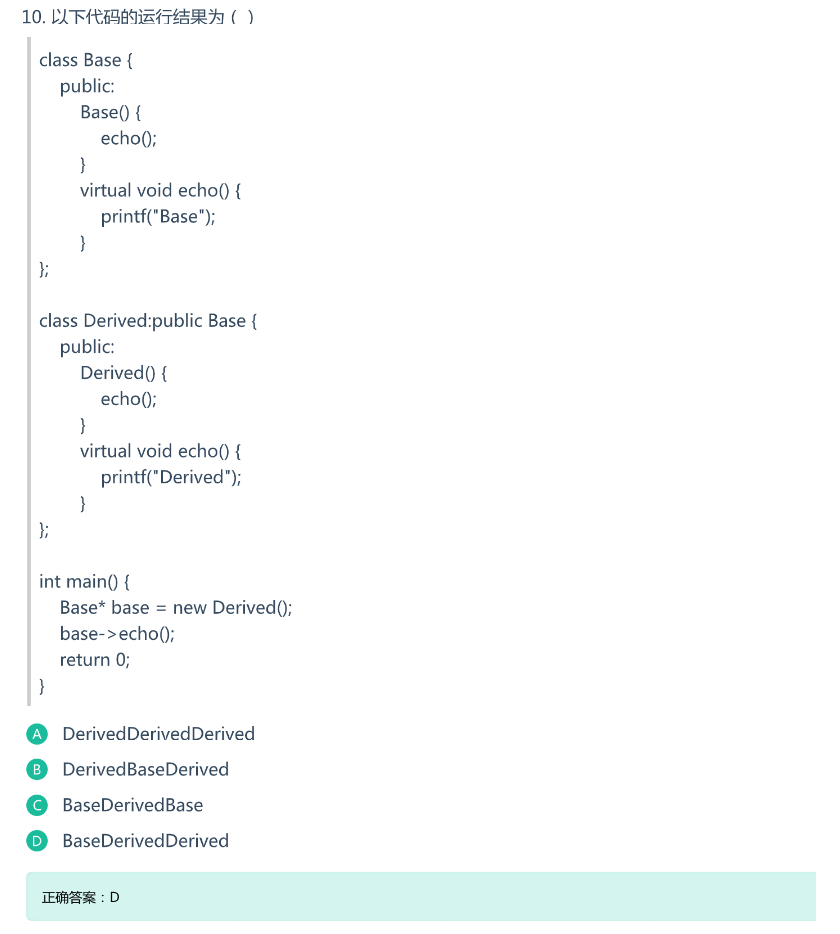 10. 以下代码的运行结果为 ( )
class Base {
public:
Base() {
echo();
}
virtual void echo() {
printf("Base");
}
};
class Derived:public Base {
public:
Derived() {
echo();
}
virtual void echo() {
printf("Derived");
}
};
int main() {
Base* base = new Derived();
base->echo();
return 0;
}
A DerivedDerivedDerived
B DerivedBaseDerived
C BaseDerivedBase
D BaseDerivedDerived
正确答案：D